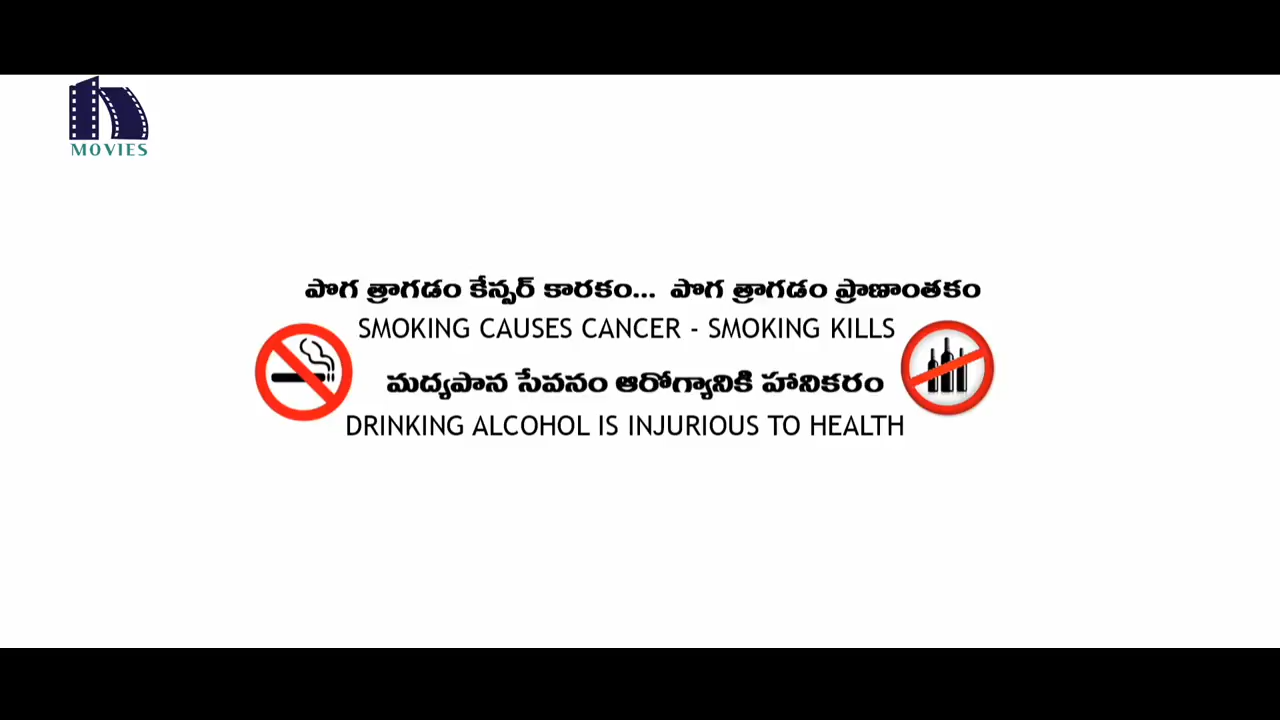 MOVIES
పొగ త్రాగడం కేన్సర్ కారకం... పొగ త్రాగడం ప్రాణాంతకం
SMOKING CAUSES CANCER - SMOKING KILLS
మద్యపాన సేవనం ఆరోగ్యానికి హానికరం
DRINKING ALCOHOL IS INJURIOUS TO HEALTH